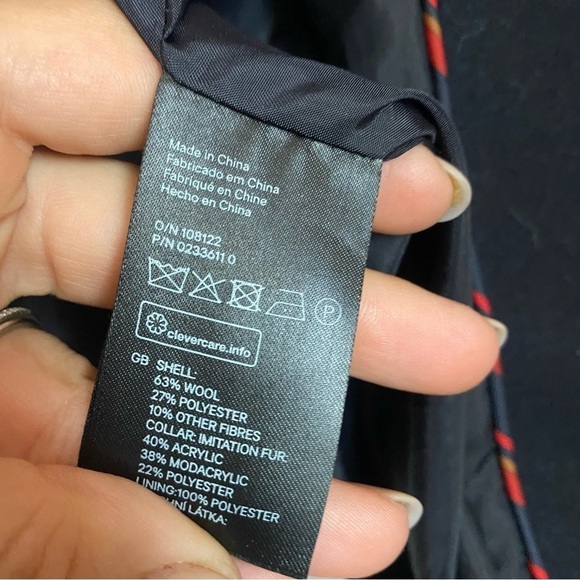 Made in China
Fabricado em China
Fabriqué en Chine
Hecho en China
O/N 108122
P/N 0233611 0
P
clevercare.info
GB SHELL:
63% WOOL
27% POLYESTER
10% OTHER FIBRES
COLLAR: IMITATION FUR:
40% ACRYLIC
38% MODACRYLIC
22% POLYESTER
LINING:100% POLYESTER
LÁTKA: